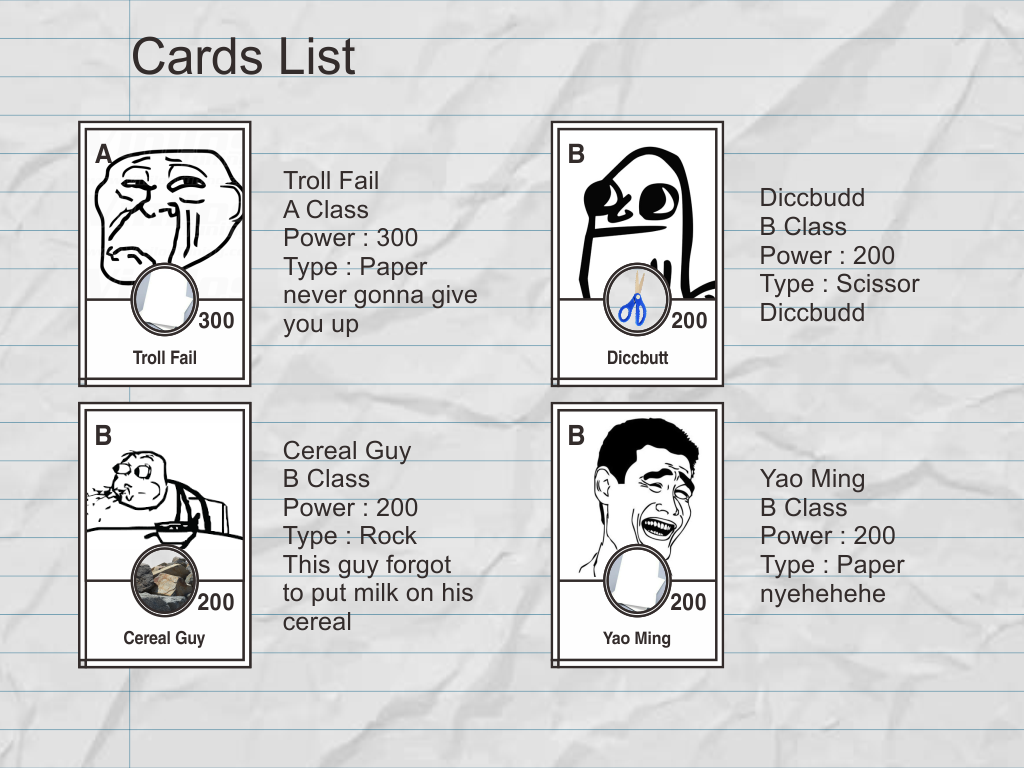 Cards List
A
300
Troll Fail
Troll Fail
A Class
Power : 300
Type : Paper
never gonna give
you up
B
200
Diccbutt
Diccbudd
B Class
Power : 200
Type : Scissor
Diccbudd
B
200
Cereal Guy
Cereal Guy
B Class
Power : 200
Type : Rock
This guy forgot
to put milk on his
cereal
B
200
Yao Ming
Yao Ming
B Class
Power : 200
Type : Paper
nyehehehe